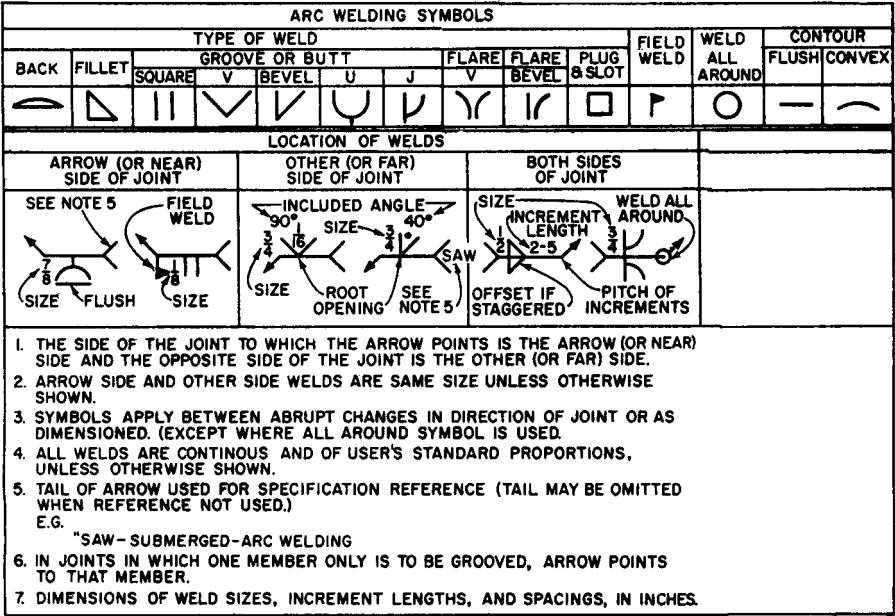 ARC WELDING SYMBOLS
TYPE OF WELD
FIELD WELD
WELD ALL AROUND
CONTOUR
BACK
FILLET
GROOVE OR BUTT
SQUARE
V
BEVEL
U
J
FLARE V
FLARE BEVEL
PLUG & SLOT
FLUSH
CONVEX
LOCATION OF WELDS
ARROW (OR NEAR)
SIDE OF JOINT
OTHER (OR FAR)
SIDE OF JOINT
BOTH SIDES
OF JOINT
SEE NOTE 5
FIELD
WELD
7/8
1/8
SIZE
FLUSH
SIZE
INCLUDED ANGLE
90°
40°
3/4
1/16
SIZE
3/4
SAW
SIZE
ROOT
OPENING
SEE
NOTE 5
SIZE
INCREMENT
LENGTH
WELD ALL
AROUND
1/2
2-5
3/4
OFFSET IF
STAGGERED
PITCH OF
INCREMENTS
1. THE SIDE OF THE JOINT TO WHICH THE ARROW POINTS IS THE ARROW (OR NEAR)
SIDE AND THE OPPOSITE SIDE OF THE JOINT IS THE OTHER (OR FAR) SIDE.
2. ARROW SIDE AND OTHER SIDE WELDS ARE SAME SIZE UNLESS OTHERWISE
SHOWN.
3. SYMBOLS APPLY BETWEEN ABRUPT CHANGES IN DIRECTION OF JOINT OR AS
DIMENSIONED. (EXCEPT WHERE ALL AROUND SYMBOL IS USED.
4. ALL WELDS ARE CONTINOUS AND OF USER'S STANDARD PROPORTIONS,
UNLESS OTHERWISE SHOWN.
5. TAIL OF ARROW USED FOR SPECIFICATION REFERENCE (TAIL MAY BE OMITTED
WHEN REFERENCE NOT USED.)
E.G.
"SAW-SUBMERGED-ARC WELDING
6. IN JOINTS IN WHICH ONE MEMBER ONLY IS TO BE GROOVED, ARROW POINTS
TO THAT MEMBER.
7. DIMENSIONS OF WELD SIZES, INCREMENT LENGTHS, AND SPACINGS, IN INCHES.